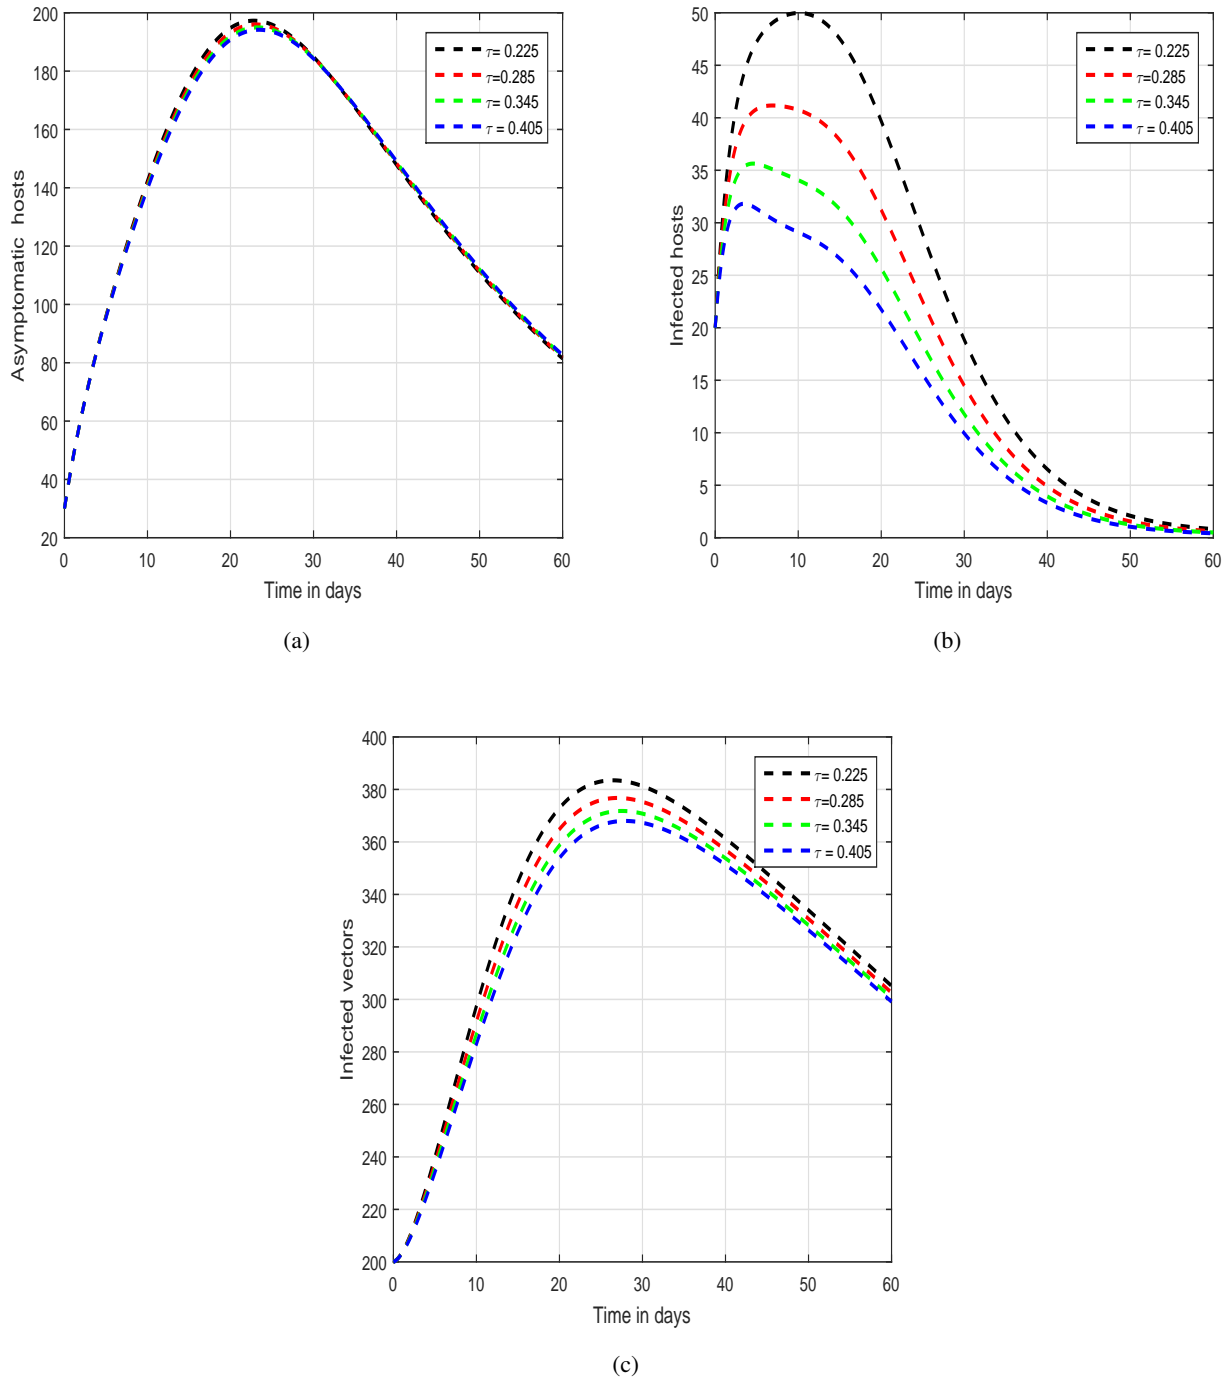 200
180
160
140
120
100
80
60
40
20
Asymptomatic hosts
0 10 20 30 40 50 60
Time in days
τ= 0.225
τ=0.285
τ= 0.345
τ = 0.405
(a)
50
45
40
35
30
25
20
15
10
5
0
Infected hosts
0 10 20 30 40 50 60
Time in days
τ= 0.225
τ=0.285
τ= 0.345
τ = 0.405
(b)
400
380
360
340
320
300
280
260
240
220
200
Infected vectors
0 10 20 30 40 50 60
Time in days
τ= 0.225
τ=0.285
τ= 0.345
τ = 0.405
(c)